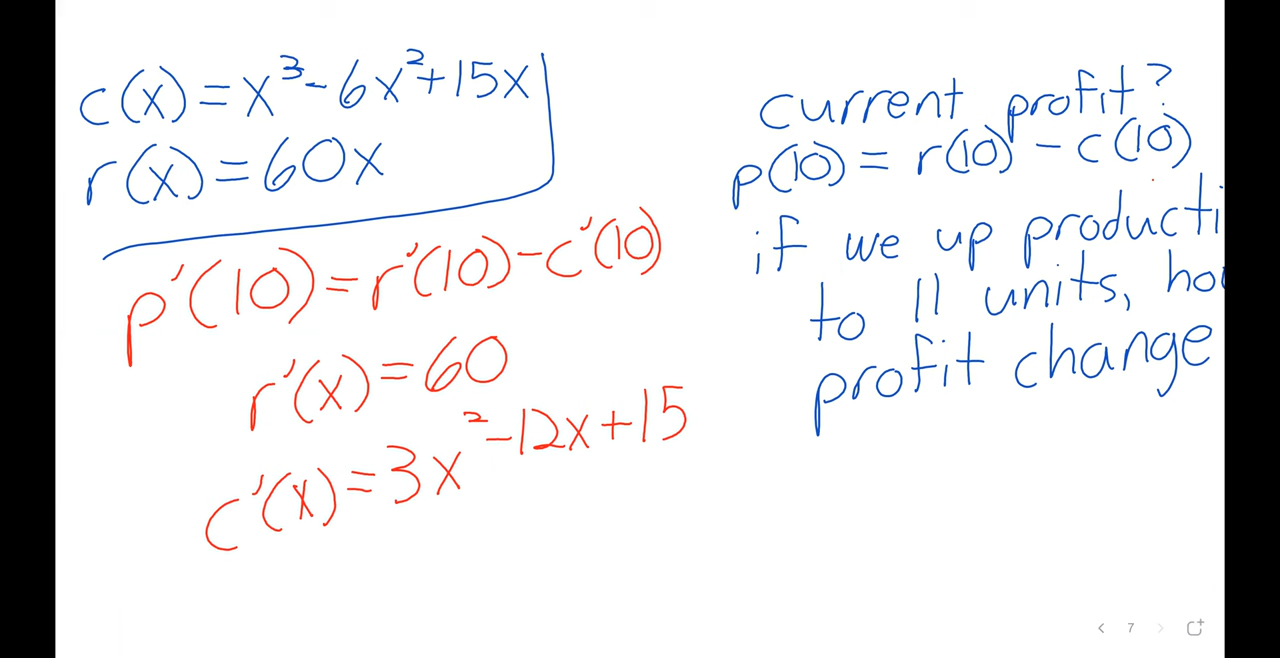 c(x) = x³ - 6x² + 15x
r(x) = 60x
p'(10) = r'(10) - c'(10)
r'(x) = 60
c'(x) = 3x² - 12x + 15
current profit?
p(10) = r(10) - c(10)
if we up producti
to 11 units, ho
profit change
7